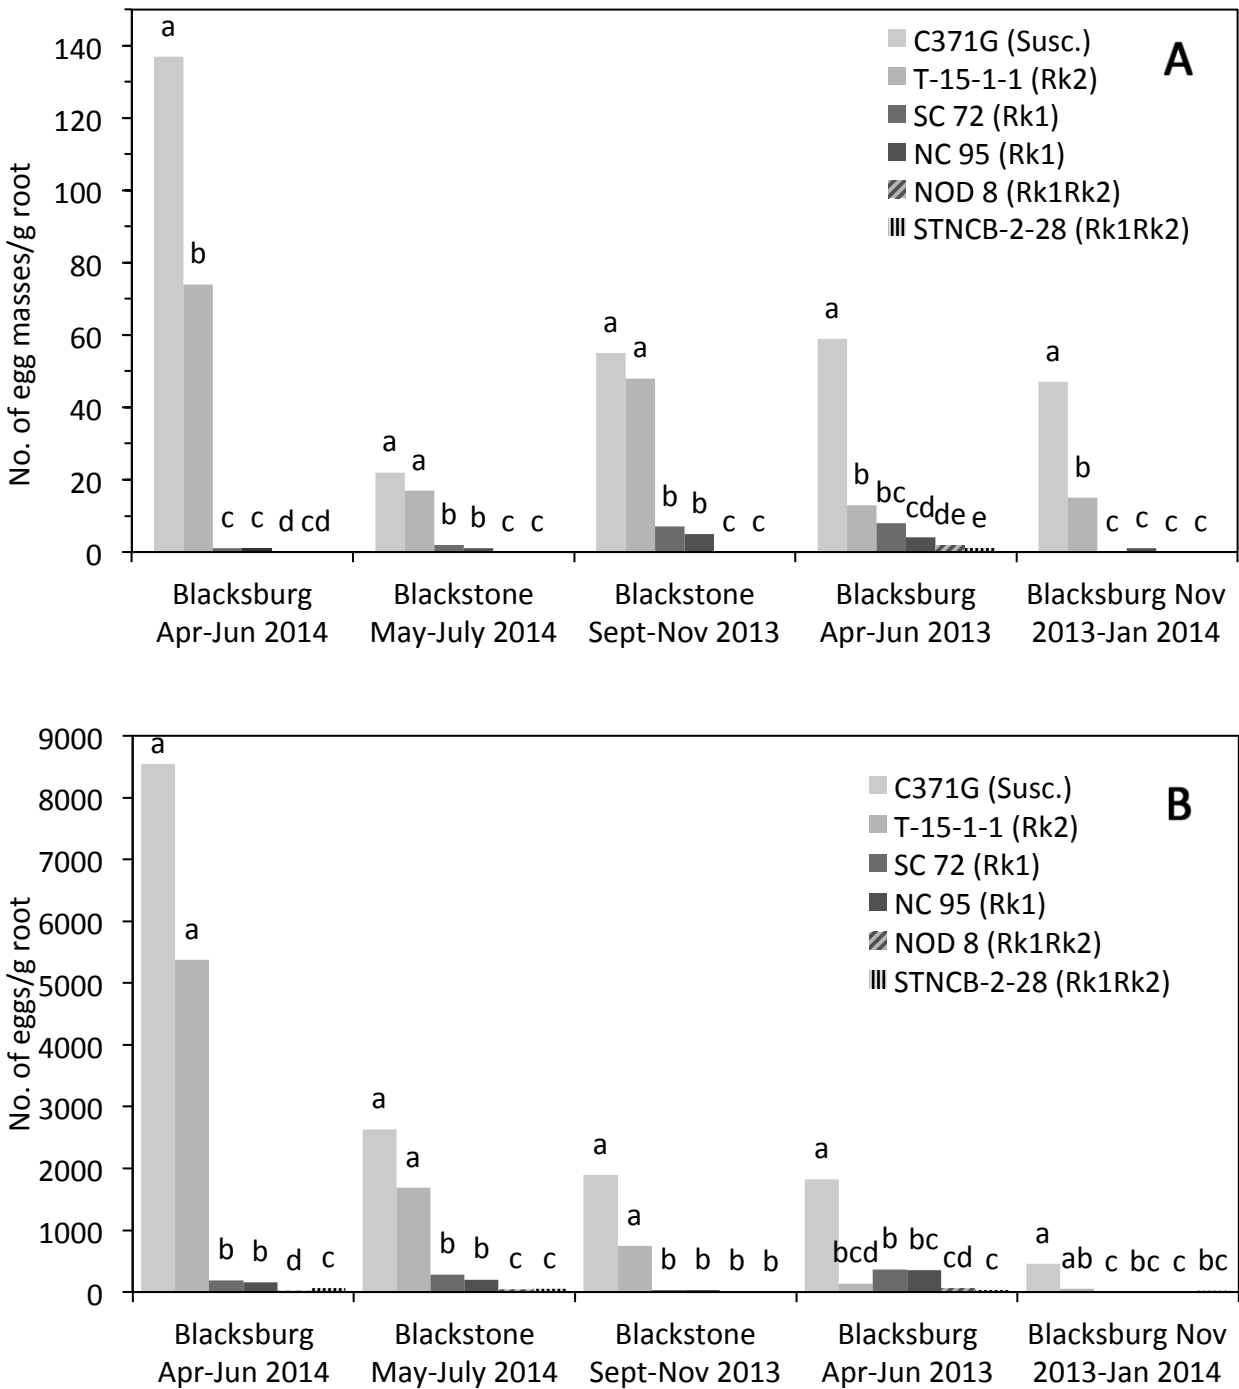 A
C371G (Susc.)
T-15-1-1 (Rk2)
SC 72 (Rk1)
NC 95 (Rk1)
NOD 8 (Rk1Rk2)
STNCB-2-28 (Rk1Rk2)
No. of egg masses/g root
140
120
100
80
60
40
20
0
a b c c d cd
a a b b c c
a a b b c c
a b bc cd de e
a b c c c c
Blacksburg
Apr-Jun 2014
Blackstone
May-July 2014
Blackstone
Sept-Nov 2013
Blacksburg
Apr-Jun 2013
Blacksburg Nov
2013-Jan 2014
B
C371G (Susc.)
T-15-1-1 (Rk2)
SC 72 (Rk1)
NC 95 (Rk1)
NOD 8 (Rk1Rk2)
STNCB-2-28 (Rk1Rk2)
No. of eggs/g root
9000
8000
7000
6000
5000
4000
3000
2000
1000
0
a a b b d c
a a b b c c
a a b b b b
a bcd b bc cd c
a ab c bc c bc
Blacksburg
Apr-Jun 2014
Blackstone
May-July 2014
Blackstone
Sept-Nov 2013
Blacksburg
Apr-Jun 2013
Blacksburg Nov
2013-Jan 2014